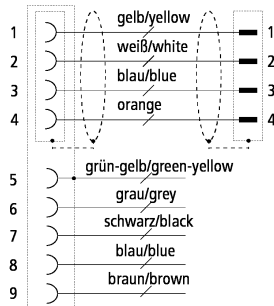 1 gelb/yellow 1
2 weiß/white 2
3 blau/blue 3
4 orange 4
5 grün-gelb/green-yellow
6 grau/grey
7 schwarz/black
8 blau/blue
9 braun/brown